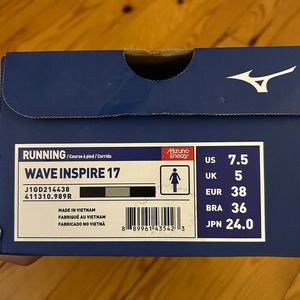 RUNNING / Course à pied / Corrida
Mizuno Energy
WAVE INSPIRE 17
J1GD214438
411310.989R
MADE IN VIETNAM
FABRIQUÉ AU VIETNAM
FABRICADO NO VIETNÃ
8 89961 43542 3
US 7.5
UK 5
EUR 38
BRA 36
JPN 24.0